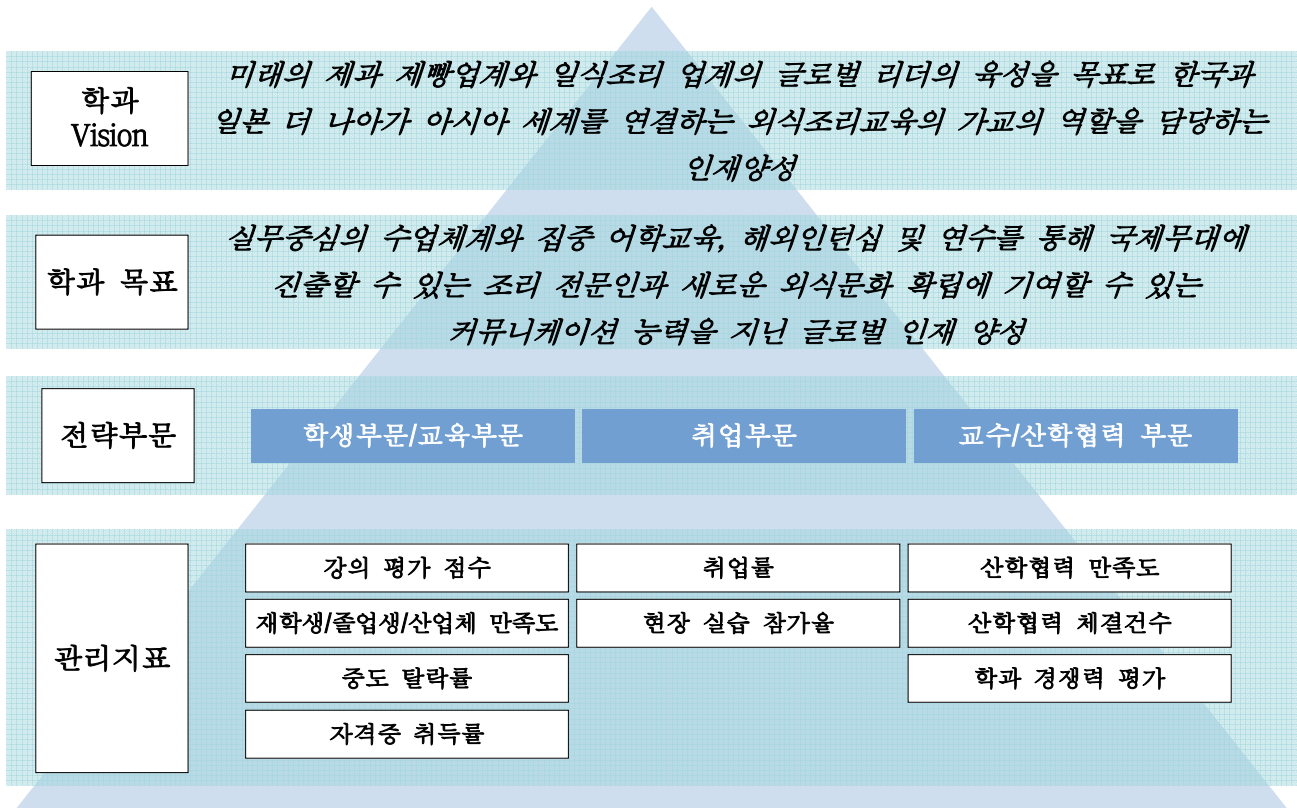 학과
Vision
미래의 제과 제빵업계와 일식조리 업계의 글로벌 리더의 육성을 목표로 한국과
일본 더 나아가 아시아 세계를 연결하는 외식조리교육의 가교의 역할을 담당하는
인재양성
학과 목표
실무중심의 수업체계와 집중 어학교육, 해외인턴십 및 연수를 통해 국제무대에
진출할 수 있는 조리 전문인과 새로운 외식문화 확립에 기여할 수 있는
커뮤니케이션 능력을 지닌 글로벌 인재 양성
전략부문
학생부문/교육부문
취업부문
교수/산학협력 부문
관리지표
강의 평가 점수
재학생/졸업생/산업체 만족도
중도 탈락률
자격증 취득률
취업률
현장 실습 참가율
산학협력 만족도
산학협력 체결건수
학과 경쟁력 평가